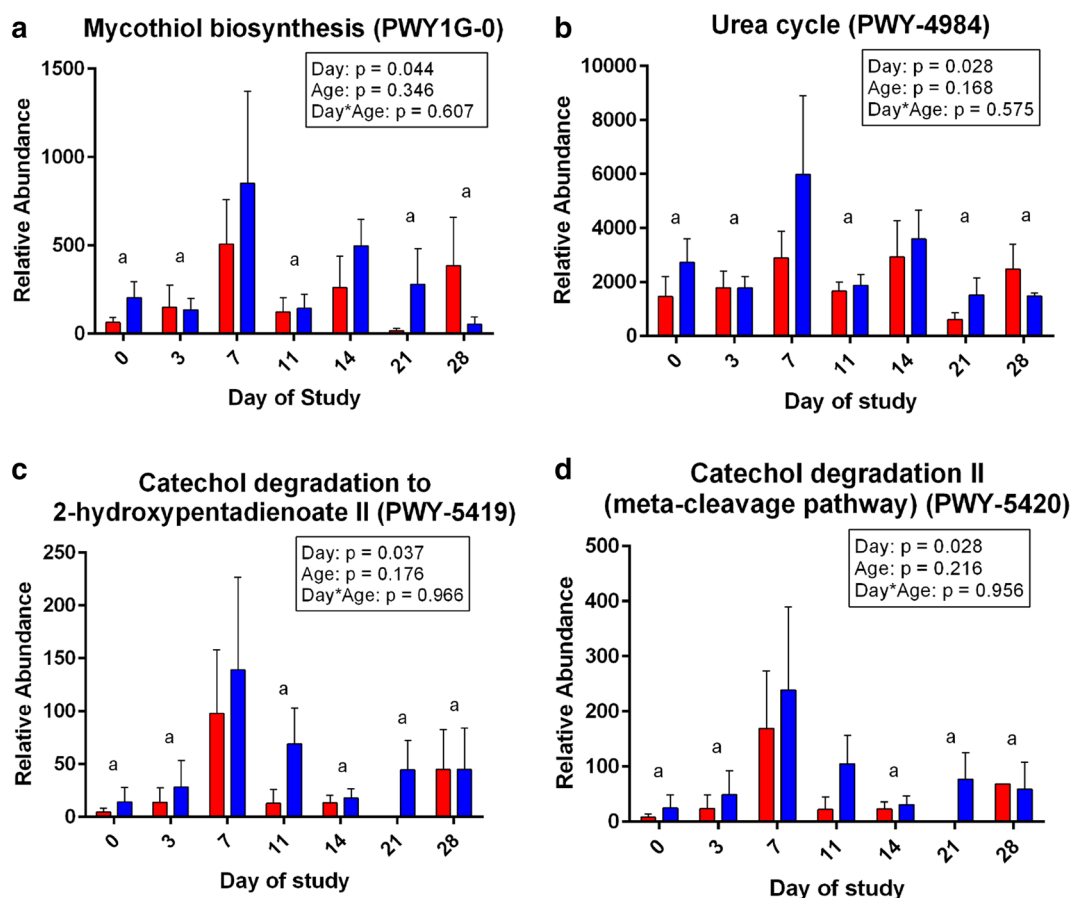 a
Mycothiol biosynthesis (PWY1G-0)
Day: p = 0.044
Age: p = 0.346
Day*Age: p = 0.607
Relative Abundance
1500
1000
500
0
a
a
a
a
a
0
3
7
11
14
21
28
Day of Study
b
Urea cycle (PWY-4984)
Day: p = 0.028
Age: p = 0.168
Day*Age: p = 0.575
Relative Abundance
10000
8000
6000
4000
2000
0
a
a
a
a
a
0
3
7
11
14
21
28
Day of study
c
Catechol degradation to
2-hydroxypentadienoate II (PWY-5419)
Day: p = 0.037
Age: p = 0.176
Day*Age: p = 0.966
Relative Abundance
250
200
150
100
50
0
a
a
a
a
a
a
0
3
7
11
14
21
28
Day of study
d
Catechol degradation II
(meta-cleavage pathway) (PWY-5420)
Day: p = 0.028
Age: p = 0.216
Day*Age: p = 0.956
Relative Abundance
500
400
300
200
100
0
a
a
a
a
a
0
3
7
11
14
21
28
Day of study